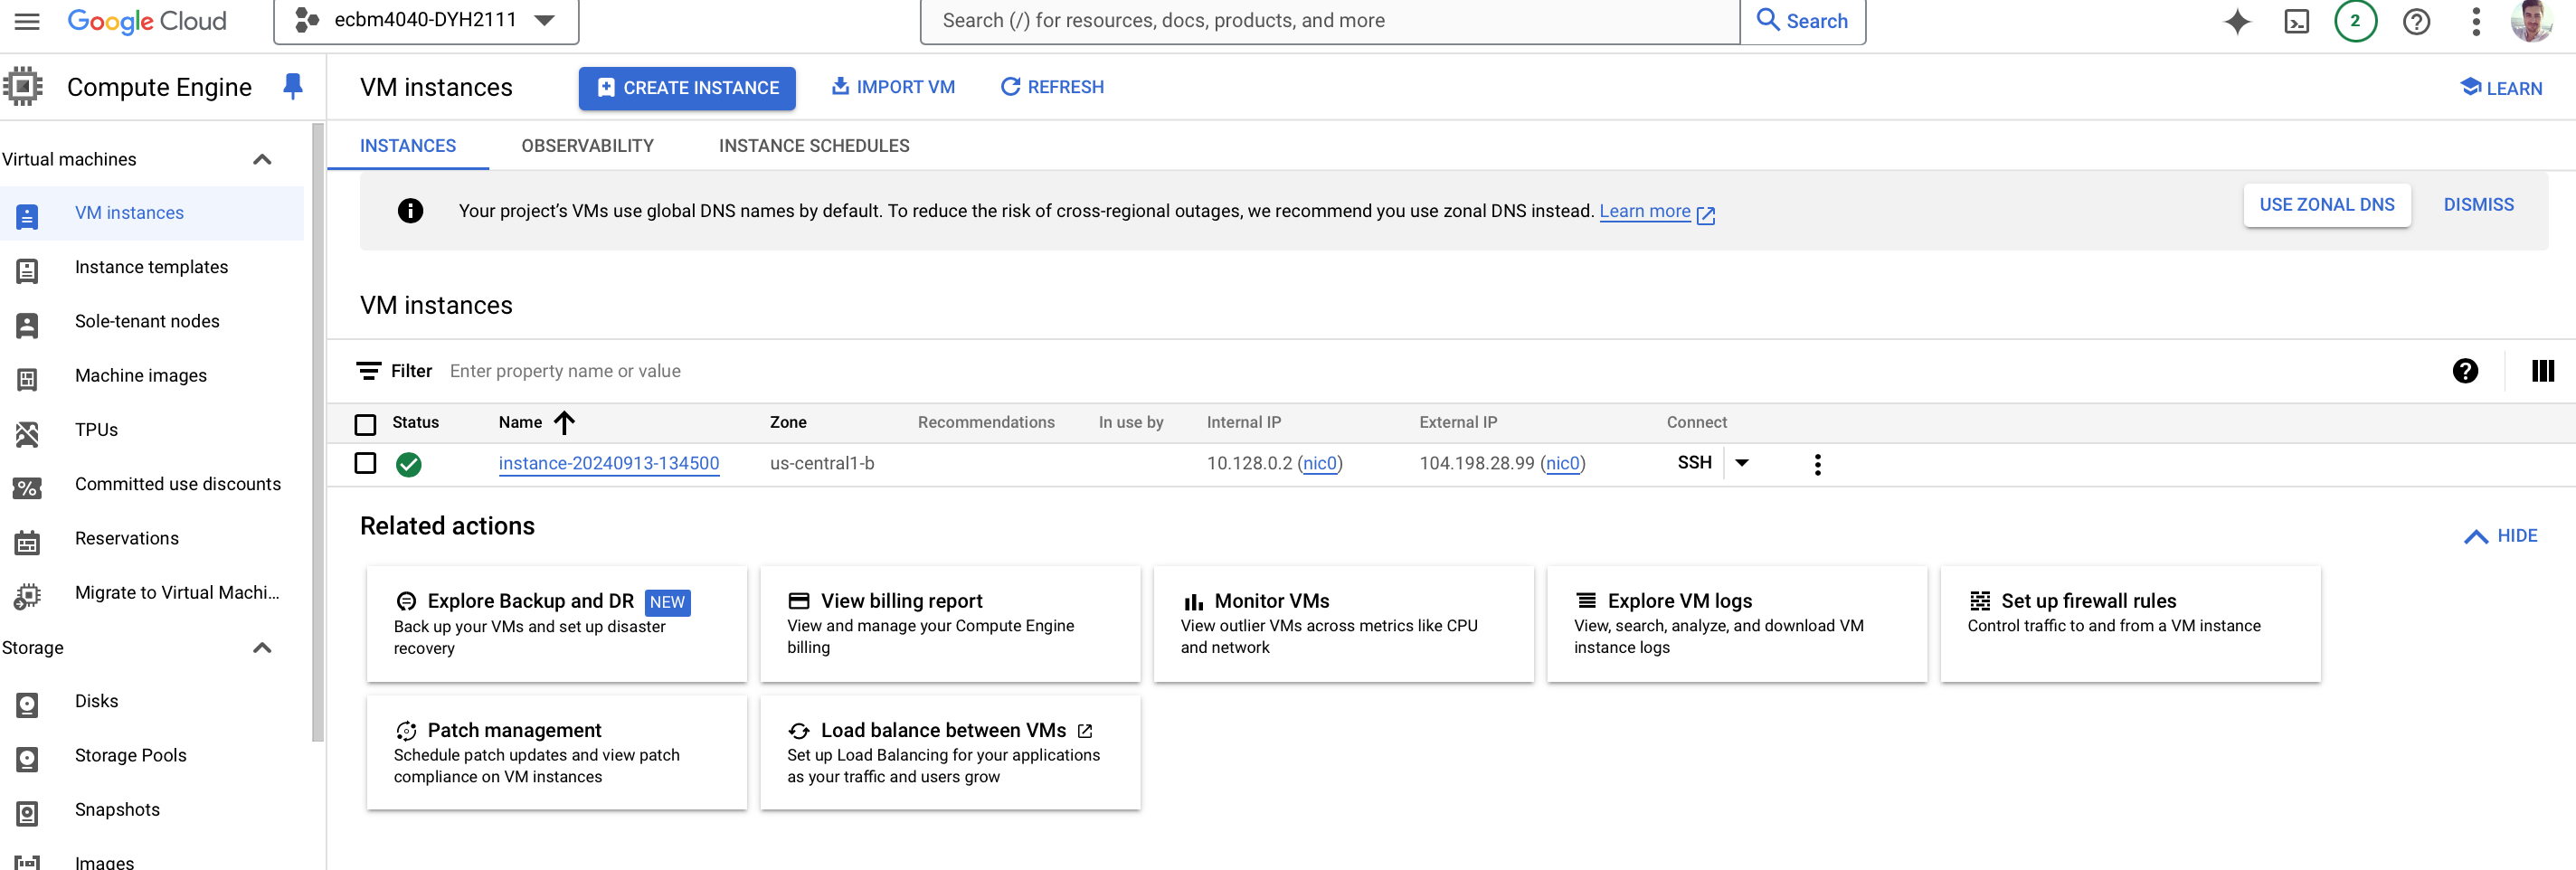 Google Cloud
ecbm4040-DYH2111
Search (/) for resources, docs, products, and more
Search
2
Compute Engine
VM instances
CREATE INSTANCE
IMPORT VM
REFRESH
LEARN
Virtual machines
VM instances
Instance templates
Sole-tenant nodes
Machine images
TPUs
Committed use discounts
Reservations
Migrate to Virtual Machi...
Storage
Disks
Storage Pools
Snapshots
Images
INSTANCES
OBSERVABILITY
INSTANCE SCHEDULES
Your project's VMs use global DNS names by default. To reduce the risk of cross-regional outages, we recommend you use zonal DNS instead. Learn more
USE ZONAL DNS
DISMISS
VM instances
Filter
Enter property name or value
Status Name Zone Recommendations In use by Internal IP External IP Connect
instance-20240913-134500 us-central1-b 10.128.0.2 (nic0) 104.198.28.99 (nic0) SSH
Related actions
HIDE
Explore Backup and DR NEW
Back up your VMs and set up disaster
recovery
View billing report
View and manage your Compute Engine
billing
Monitor VMs
View outlier VMs across metrics like CPU
and network
Explore VM logs
View, search, analyze, and download VM
instance logs
Set up firewall rules
Control traffic to and from a VM instance
Patch management
Schedule patch updates and view patch
compliance on VM instances
Load balance between VMs
Set up Load Balancing for your applications
as your traffic and users grow